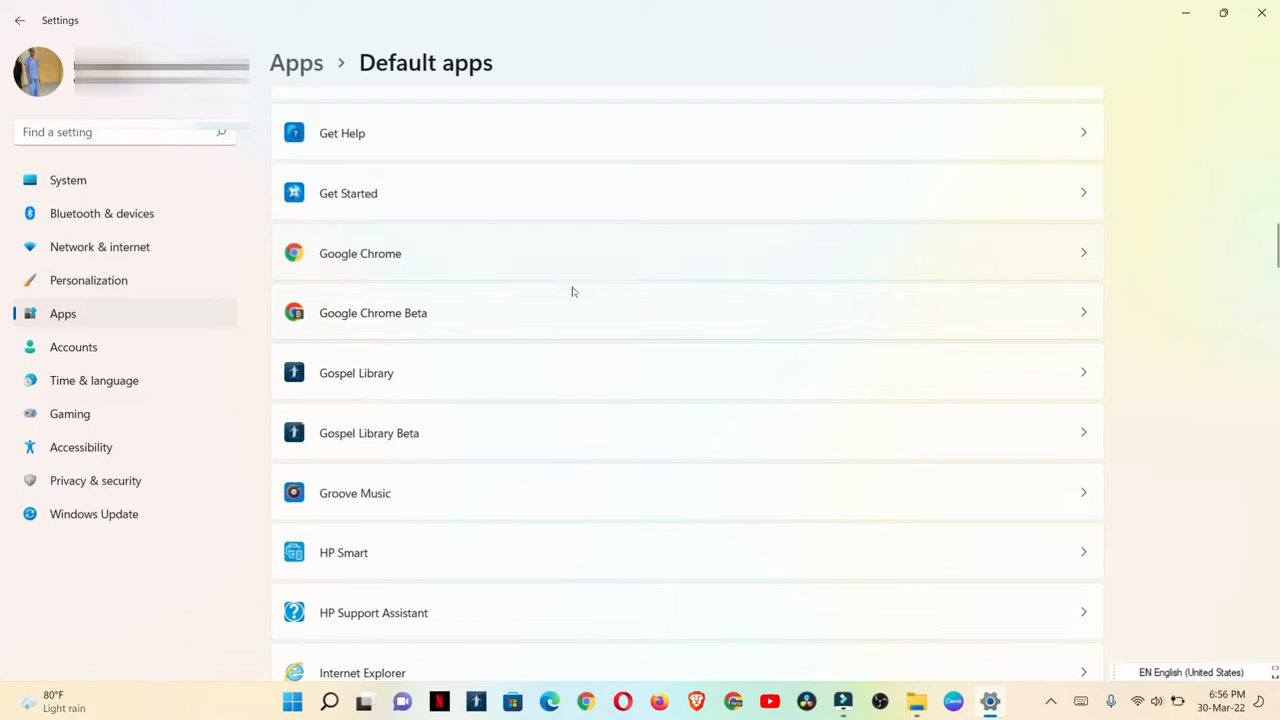 Settings
Apps > Default apps
Find a setting
System
Bluetooth & devices
Network & internet
Personalization
Apps
Accounts
Time & language
Gaming
Accessibility
Privacy & security
Windows Update
Get Help
Get Started
Google Chrome
Google Chrome Beta
Gospel Library
Gospel Library Beta
Groove Music
HP Smart
HP Support Assistant
Internet Explorer
EN English (United States)
80°F
Light rain
6:56 PM
30-Mar-22